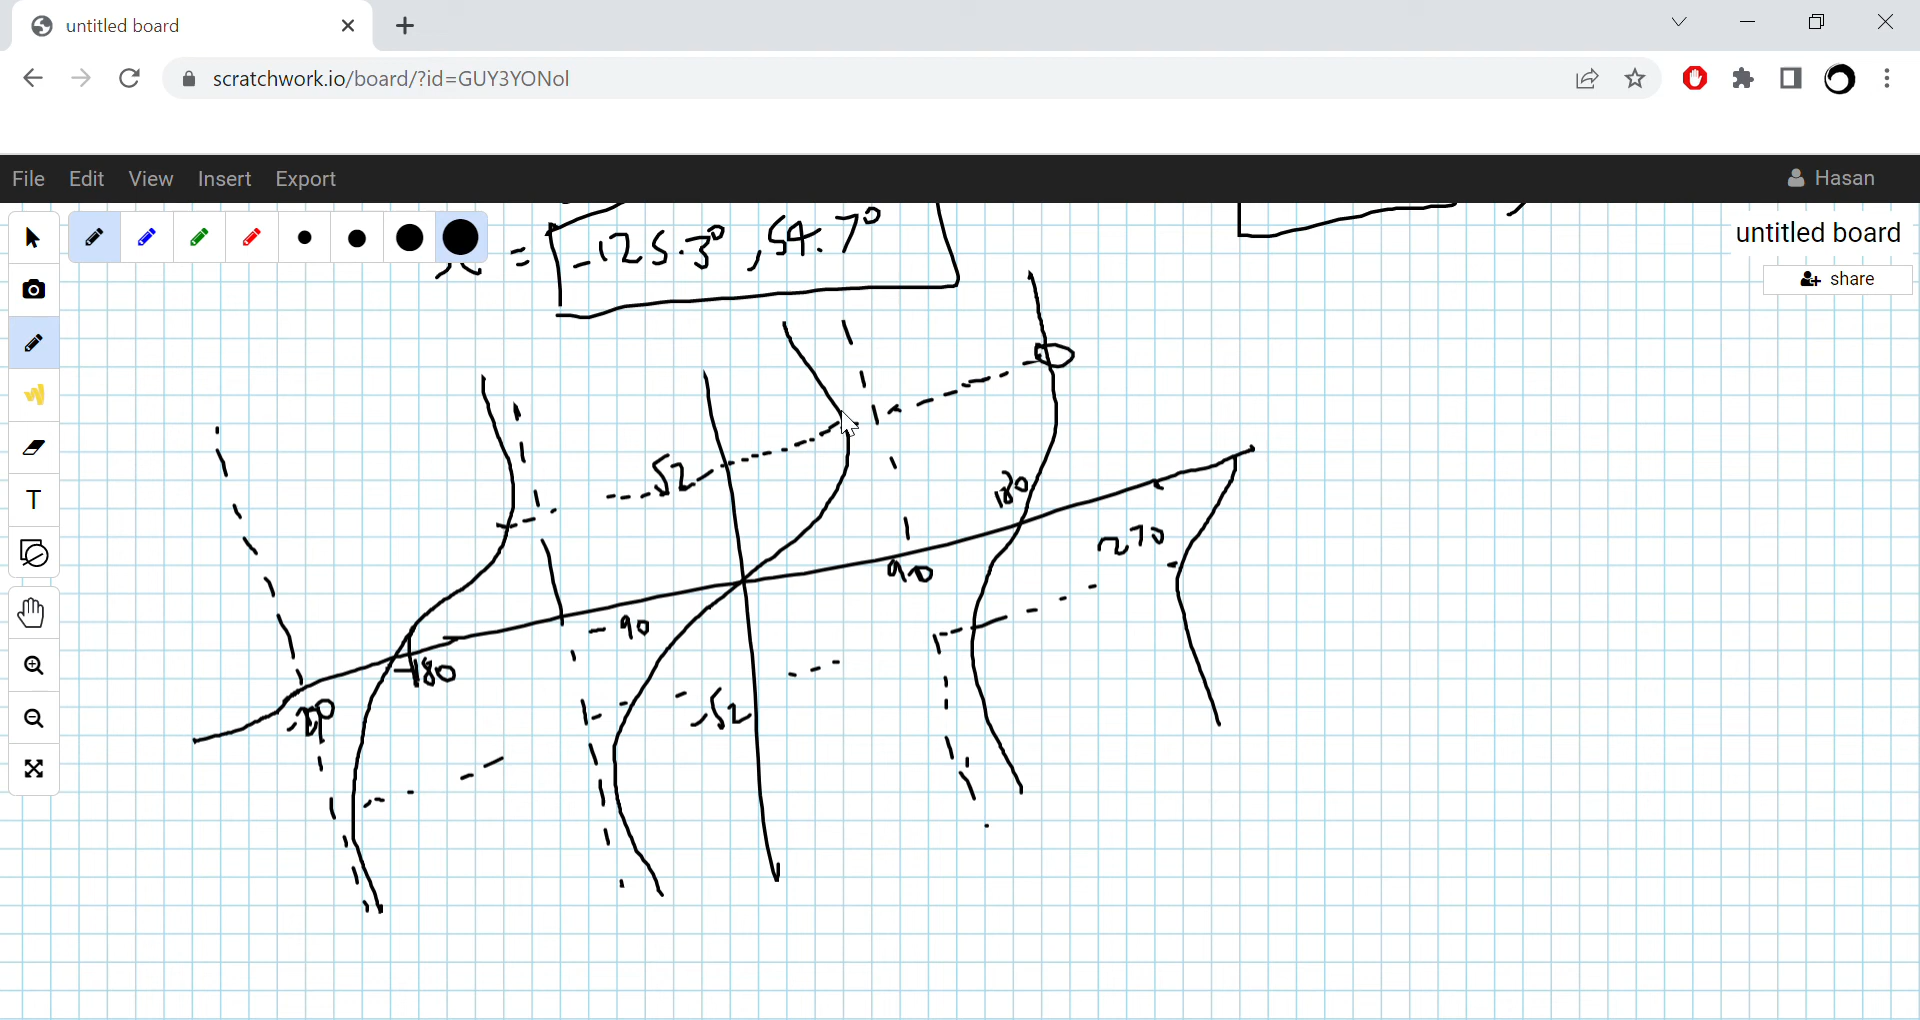 untitled board
scratchwork.io/board/?id=GUY3YONol
File Edit View Insert Export Hasan
untitled board
share
T
= -125.3°, 54.7°
52
180
270
90
-90
-180
-52